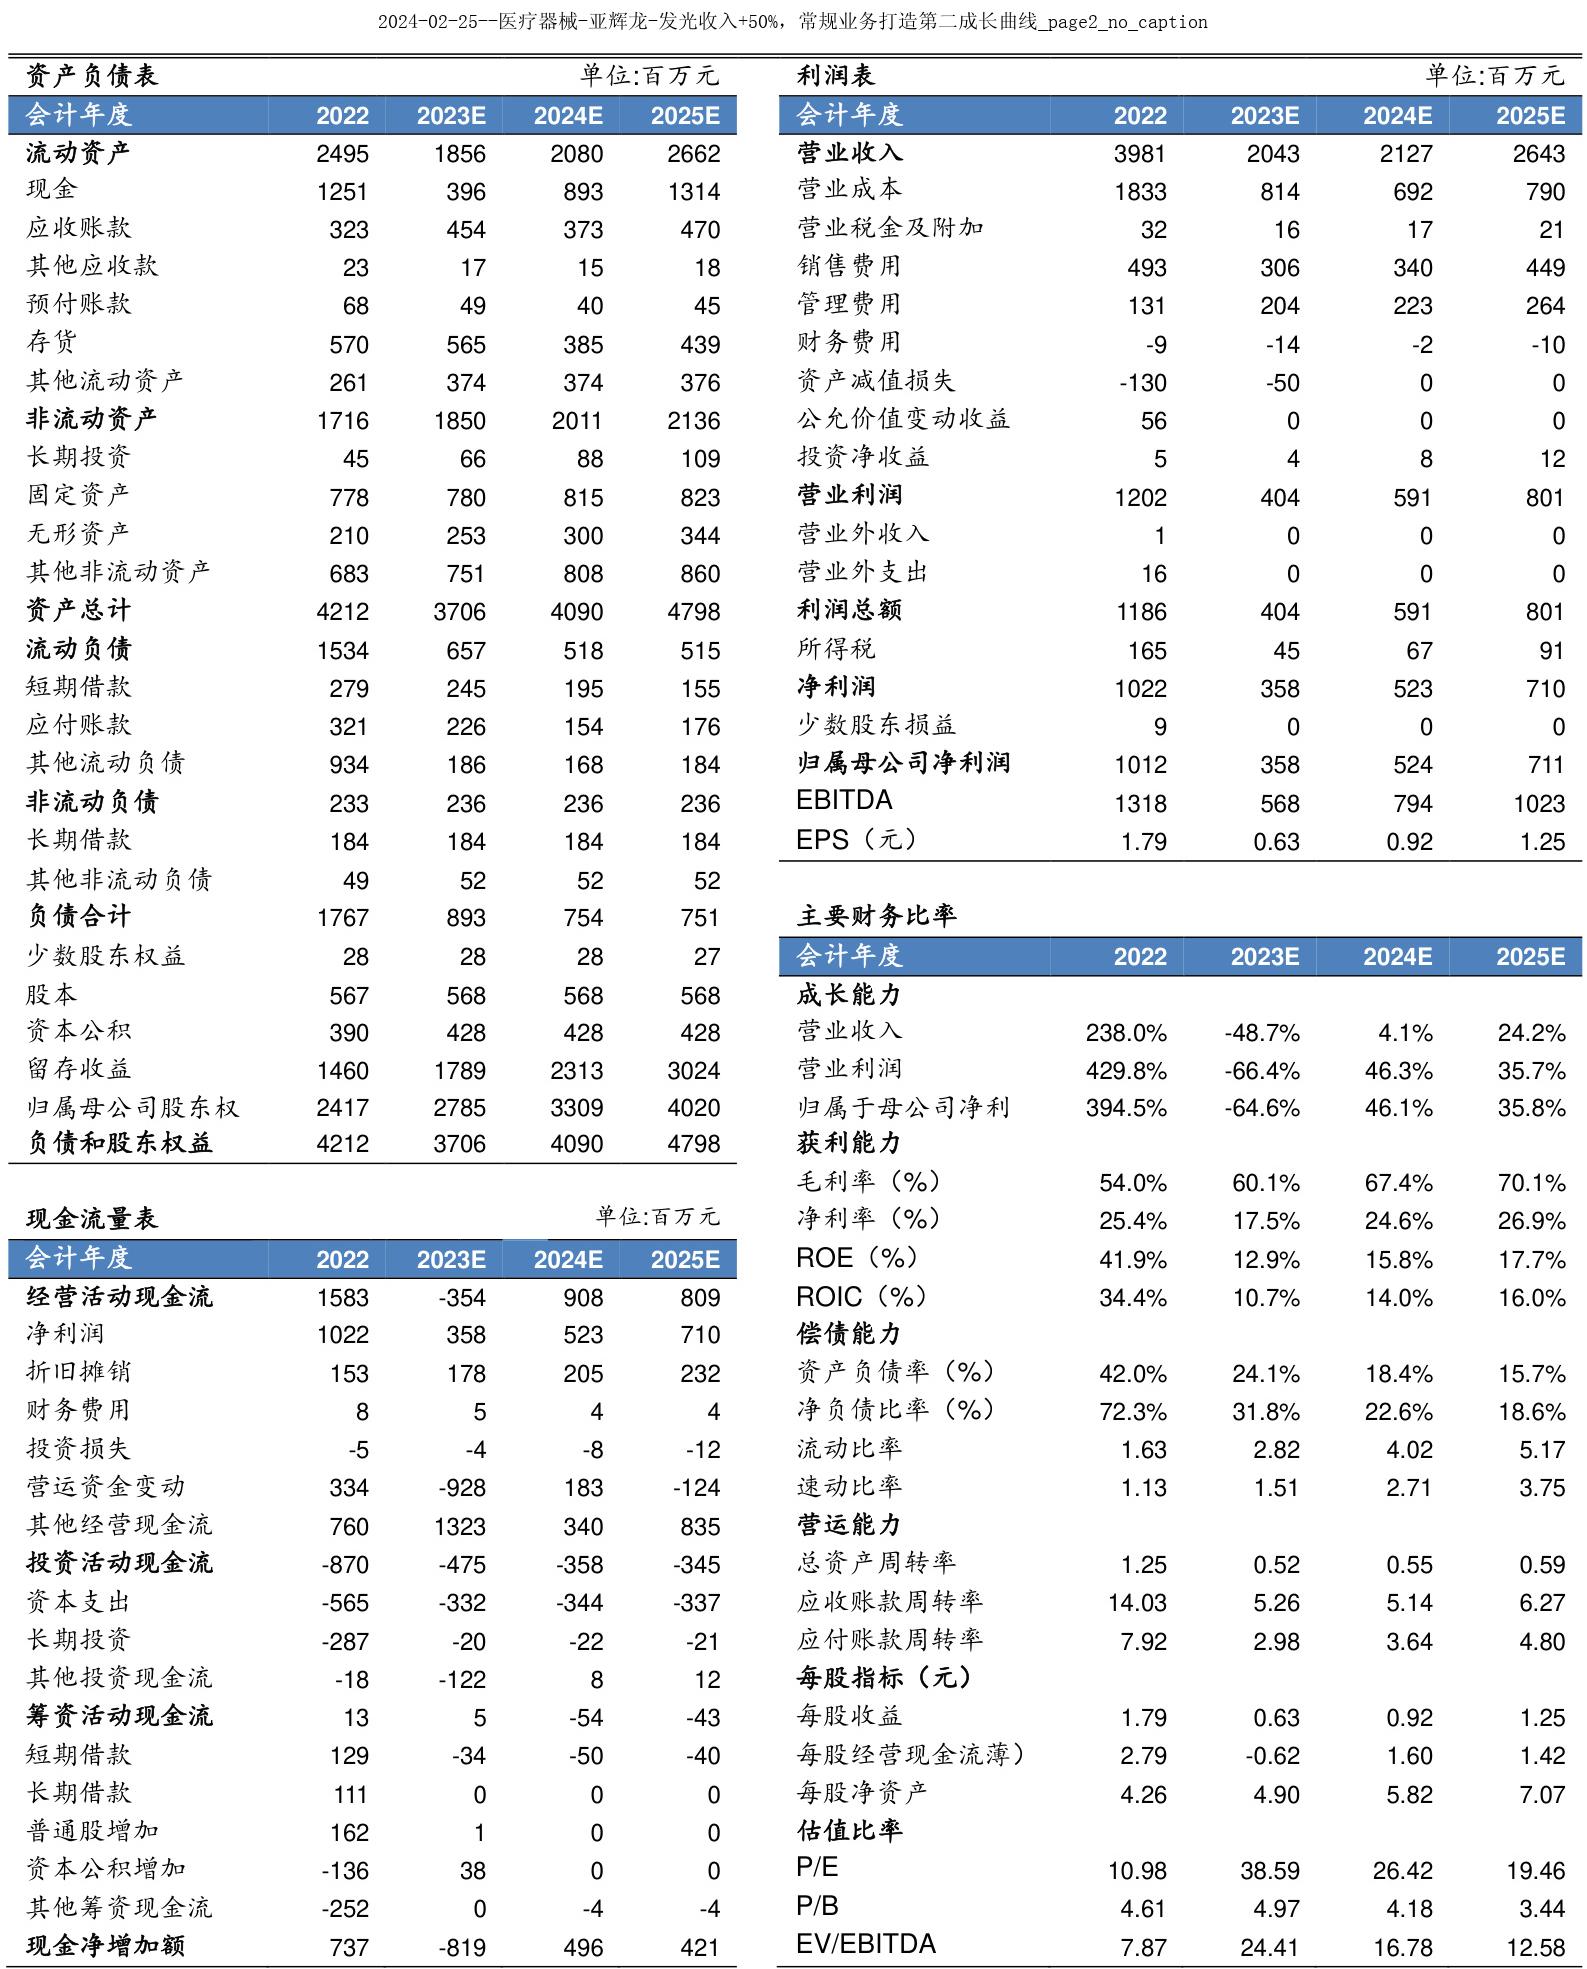 2024-02-25--医疗器械-亚辉龙-发光收入+50%，常规业务打造第二成长曲线_page2_no_caption
资产负债表 单位:百万元
会计年度 2022 2023E 2024E 2025E
流动资产 2495 1856 2080 2662
现金 1251 396 893 1314
应收账款 323 454 373 470
其他应收款 23 17 15 18
预付账款 68 49 40 45
存货 570 565 385 439
其他流动资产 261 374 374 376
非流动资产 1716 1850 2011 2136
长期投资 45 66 88 109
固定资产 778 780 815 823
无形资产 210 253 300 344
其他非流动资产 683 751 808 860
资产总计 4212 3706 4090 4798
流动负债 1534 657 518 515
短期借款 279 245 195 155
应付账款 321 226 154 176
其他流动负债 934 186 168 184
非流动负债 233 236 236 236
长期借款 184 184 184 184
其他非流动负债 49 52 52 52
负债合计 1767 893 754 751
少数股东权益 28 28 28 27
股本 567 568 568 568
资本公积 390 428 428 428
留存收益 1460 1789 2313 3024
归属母公司股东权 2417 2785 3309 4020
负债和股东权益 4212 3706 4090 4798
现金流量表 单位:百万元
会计年度 2022 2023E 2024E 2025E
经营活动现金流 1583 -354 908 809
净利润 1022 358 523 710
折旧摊销 153 178 205 232
财务费用 8 5 4 4
投资损失 -5 -4 -8 -12
营运资金变动 334 -928 183 -124
其他经营现金流 760 1323 340 835
投资活动现金流 -870 -475 -358 -345
资本支出 -565 -332 -344 -337
长期投资 -287 -20 -22 -21
其他投资现金流 -18 -122 8 12
筹资活动现金流 13 5 -54 -43
短期借款 129 -34 -50 -40
长期借款 111 0 0 0
普通股增加 162 1 0 0
资本公积增加 -136 38 0 0
其他筹资现金流 -252 0 -4 -4
现金净增加额 737 -819 496 421
利润表 单位:百万元
会计年度 2022 2023E 2024E 2025E
营业收入 3981 2043 2127 2643
营业成本 1833 814 692 790
营业税金及附加 32 16 17 21
销售费用 493 306 340 449
管理费用 131 204 223 264
财务费用 -9 -14 -2 -10
资产减值损失 -130 -50 0 0
公允价值变动收益 56 0 0 0
投资净收益 5 4 8 12
营业利润 1202 404 591 801
营业外收入 1 0 0 0
营业外支出 16 0 0 0
利润总额 1186 404 591 801
所得税 165 45 67 91
净利润 1022 358 523 710
少数股东损益 9 0 0 0
归属母公司净利润 1012 358 524 711
EBITDA 1318 568 794 1023
EPS（元） 1.79 0.63 0.92 1.25
主要财务比率
会计年度 2022 2023E 2024E 2025E
成长能力
营业收入 238.0% -48.7% 4.1% 24.2%
营业利润 429.8% -66.4% 46.3% 35.7%
归属于母公司净利 394.5% -64.6% 46.1% 35.8%
获利能力
毛利率（%） 54.0% 60.1% 67.4% 70.1%
净利率（%） 25.4% 17.5% 24.6% 26.9%
ROE（%） 41.9% 12.9% 15.8% 17.7%
ROIC（%） 34.4% 10.7% 14.0% 16.0%
偿债能力
资产负债率（%） 42.0% 24.1% 18.4% 15.7%
净负债比率（%） 72.3% 31.8% 22.6% 18.6%
流动比率 1.63 2.82 4.02 5.17
速动比率 1.13 1.51 2.71 3.75
营运能力
总资产周转率 1.25 0.52 0.55 0.59
应收账款周转率 14.03 5.26 5.14 6.27
应付账款周转率 7.92 2.98 3.64 4.80
每股指标（元）
每股收益 1.79 0.63 0.92 1.25
每股经营现金流薄） 2.79 -0.62 1.60 1.42
每股净资产 4.26 4.90 5.82 7.07
估值比率
P/E 10.98 38.59 26.42 19.46
P/B 4.61 4.97 4.18 3.44
EV/EBITDA 7.87 24.41 16.78 12.58